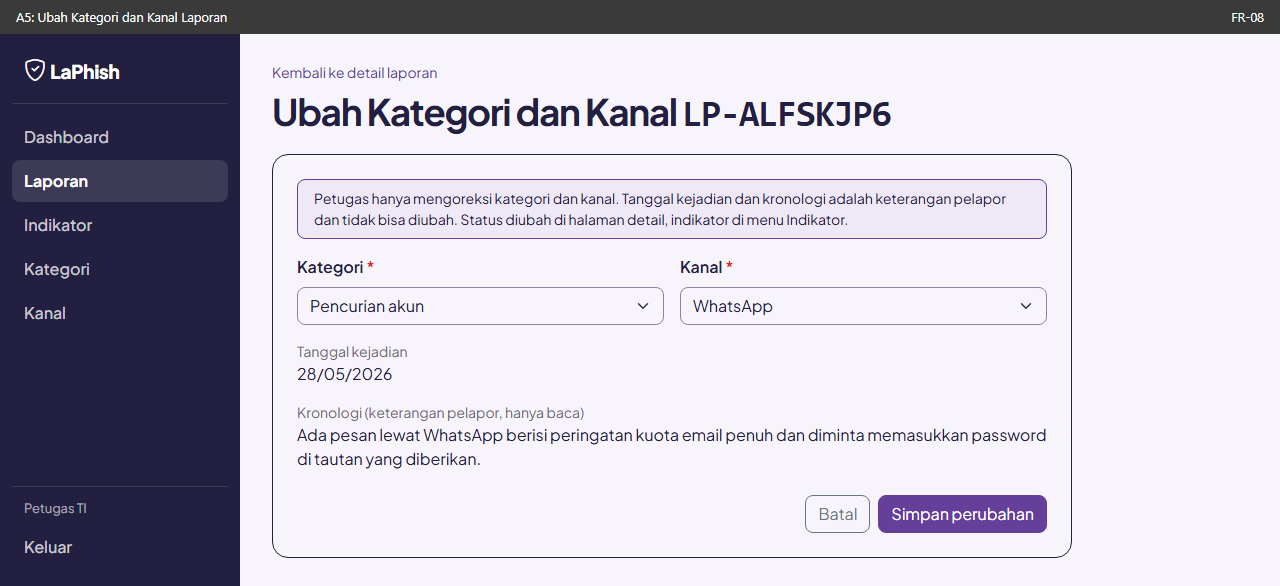 A5: Ubah Kategori dan Kanal Laporan
FR-08
LaPhish
Dashboard
Laporan
Indikator
Kategori
Kanal
Petugas TI
Keluar
Kembali ke detail laporan
Ubah Kategori dan Kanal LP-ALFSKJP6
Petugas hanya mengoreksi kategori dan kanal. Tanggal kejadian dan kronologi adalah keterangan pelapor
dan tidak bisa diubah. Status diubah di halaman detail, indikator di menu Indikator.
Kategori *
Kanal *
Pencurian akun
WhatsApp
Tanggal kejadian
28/05/2026
Kronologi (keterangan pelapor, hanya baca)
Ada pesan lewat WhatsApp berisi peringatan kuota email penuh dan diminta memasukkan password
di tautan yang diberikan.
Batal
Simpan perubahan